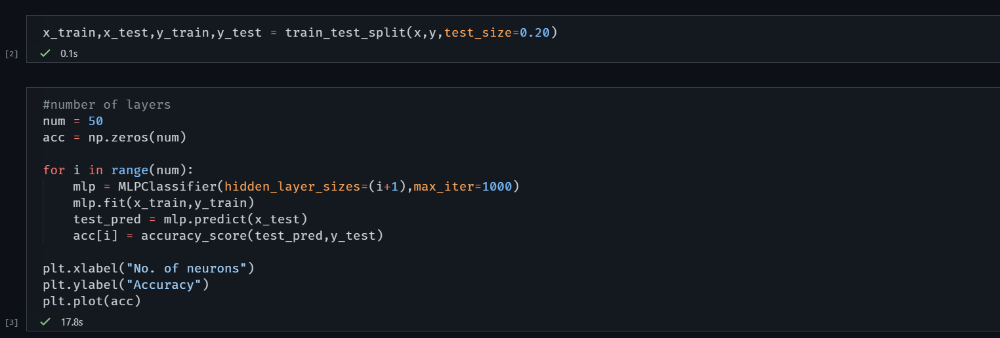 x_train,x_test,y_train,y_test = train_test_split(x,y,test_size=0.20)
[2] 0.1s
#number of layers
num = 50
acc = np.zeros(num)
for i in range(num):
    mlp = MLPClassifier(hidden_layer_sizes=(i+1),max_iter=1000)
    mlp.fit(x_train,y_train)
    test_pred = mlp.predict(x_test)
    acc[i] = accuracy_score(test_pred,y_test)
plt.xlabel("No. of neurons")
plt.ylabel("Accuracy")
plt.plot(acc)
[3] 17.8s